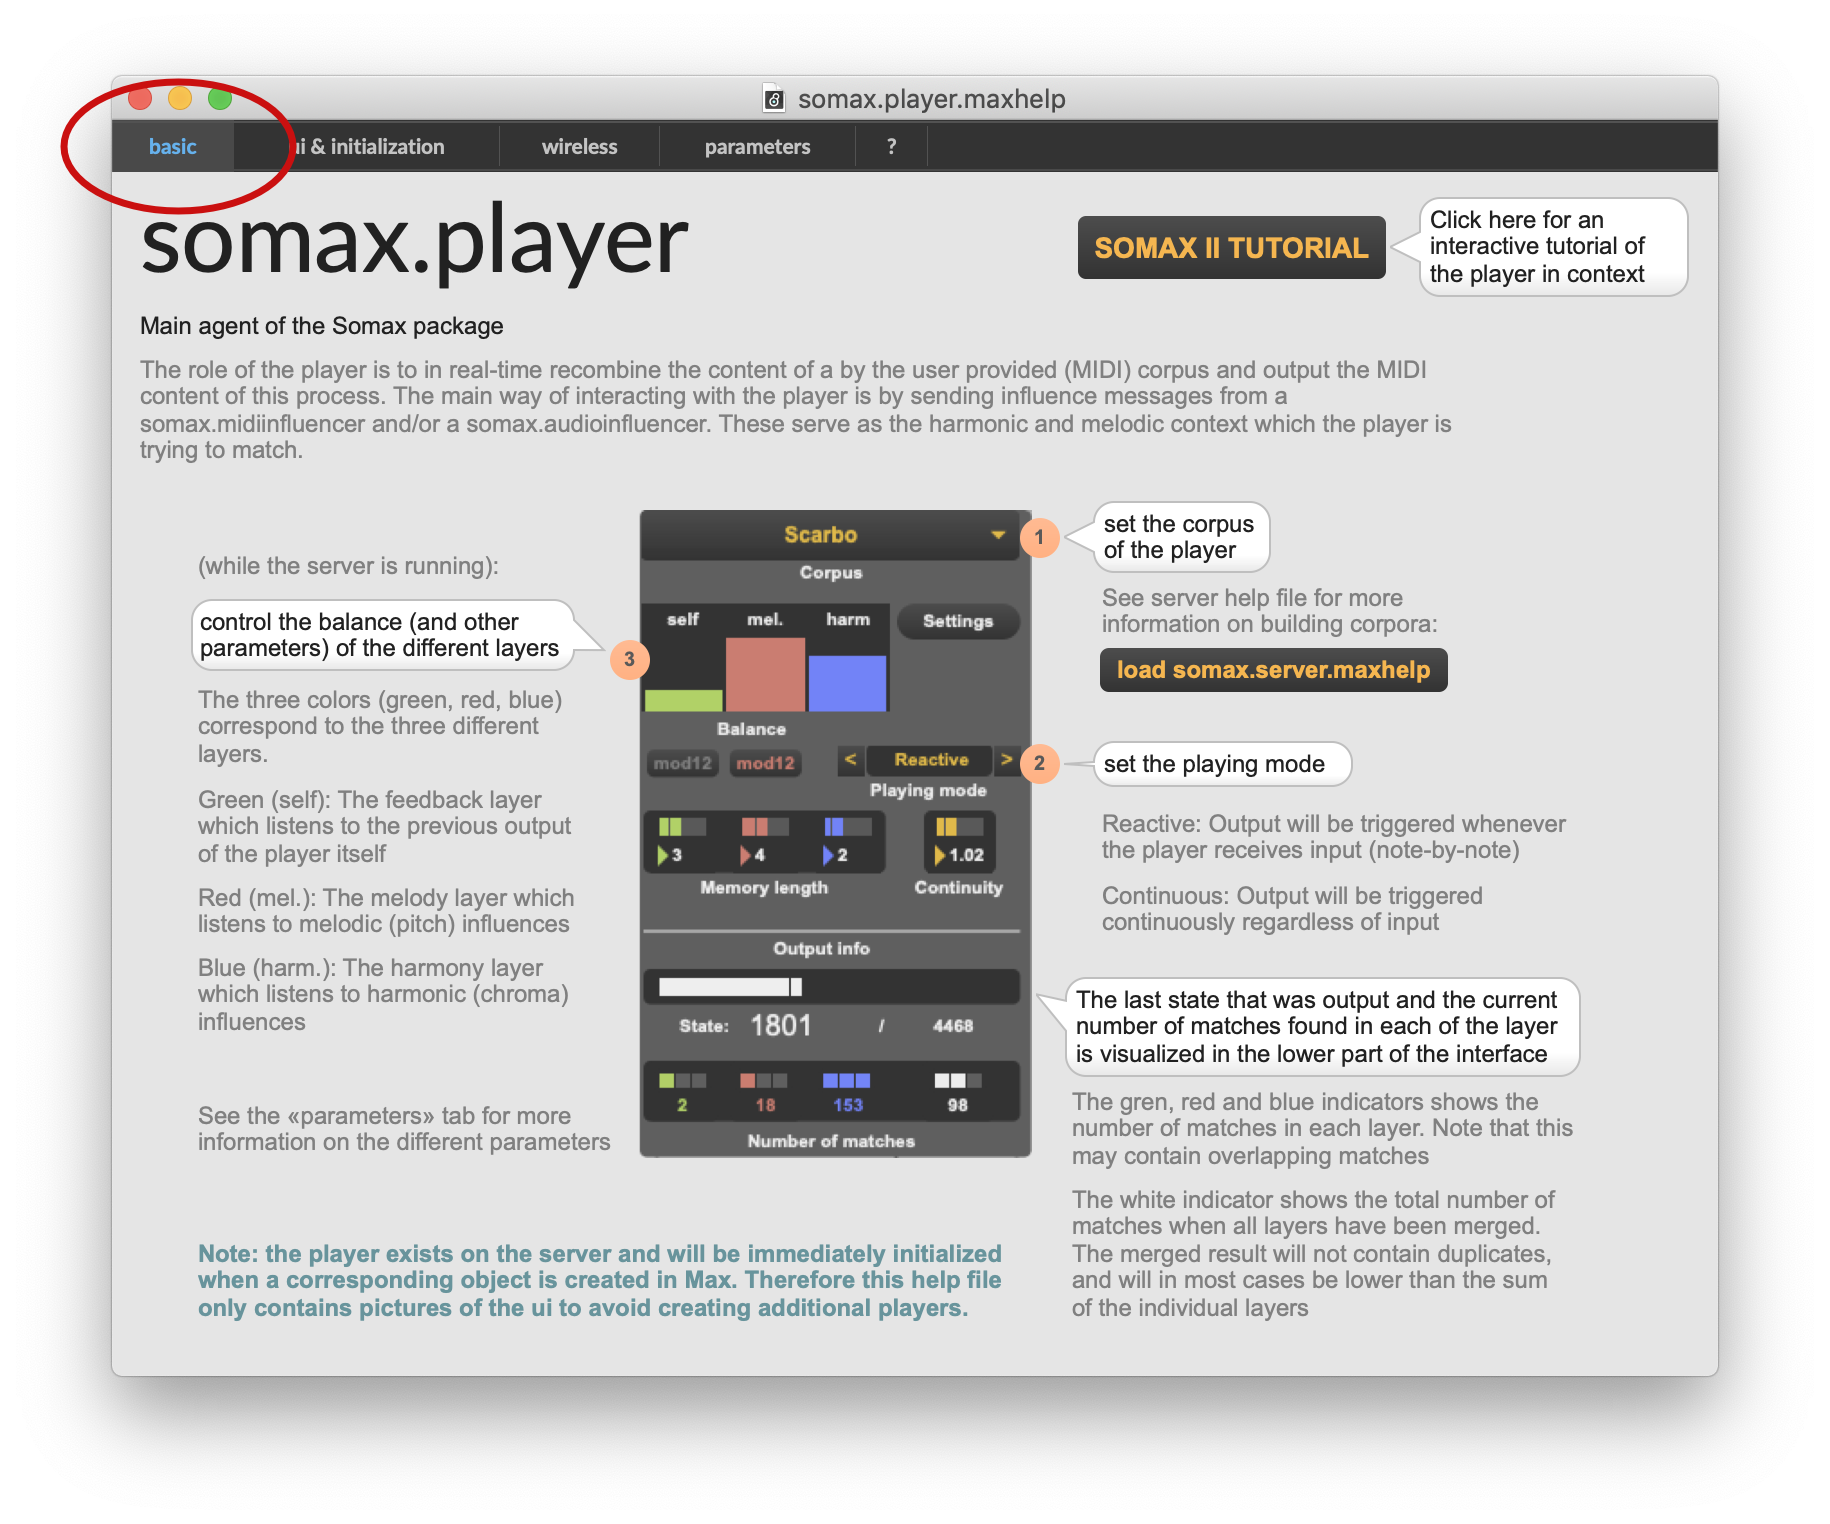 somax.player.maxhelp
basic
ui & initialization
wireless
parameters
?
somax.player
SOMAX II TUTORIAL
Click here for an
interactive tutorial of
the player in context
Main agent of the Somax package
The role of the player is to in real-time recombine the content of a by the user provided (MIDI) corpus and output the MIDI
content of this process. The main way of interacting with the player is by sending influence messages from a
somax.midiinfluencer and/or a somax.audioinfluencer. These serve as the harmonic and melodic context which the player is
trying to match.
(while the server is running):
control the balance (and other
parameters) of the different layers
3
The three colors (green, red, blue)
correspond to the three different
layers.
Green (self): The feedback layer
which listens to the previous output
of the player itself
Red (mel.): The melody layer which
listens to melodic (pitch) influences
Blue (harm.): The harmony layer
which listens to harmonic (chroma)
influences
See the «parameters» tab for more
information on the different parameters
Scarbo
Corpus
self mel. harm
Settings
Balance
mod12 mod12
< Reactive >
Playing mode
3 4 2
1.02
Memory length
Continuity
Output info
State: 1801 / 4468
2 18 153 98
Number of matches
1
set the corpus
of the player
See server help file for more
information on building corpora:
load somax.server.maxhelp
2
set the playing mode
Reactive: Output will be triggered whenever
the player receives input (note-by-note)
Continuous: Output will be triggered
continuously regardless of input
The last state that was output and the current
number of matches found in each of the layer
is visualized in the lower part of the interface
The gren, red and blue indicators shows the
number of matches in each layer. Note that this
may contain overlapping matches
The white indicator shows the total number of
matches when all layers have been merged.
The merged result will not contain duplicates,
and will in most cases be lower than the sum
of the individual layers
Note: the player exists on the server and will be immediately initialized
when a corresponding object is created in Max. Therefore this help file
only contains pictures of the ui to avoid creating additional players.